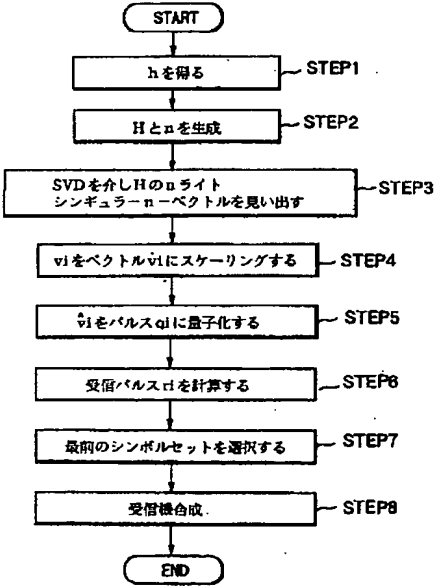 START
hを得る
STEP1
Hとnを生成
STEP2
SVDを介しHのnライト
シンギュラーn-ベクトルを見い出す
STEP3
viをベクトルv̂iにスケーリングする
STEP4
v̂iをパルスqiに量子化する
STEP5
受信パルスriを計算する
STEP6
最前のシンボルセットを選択する
STEP7
受信機合成
STEP8
END